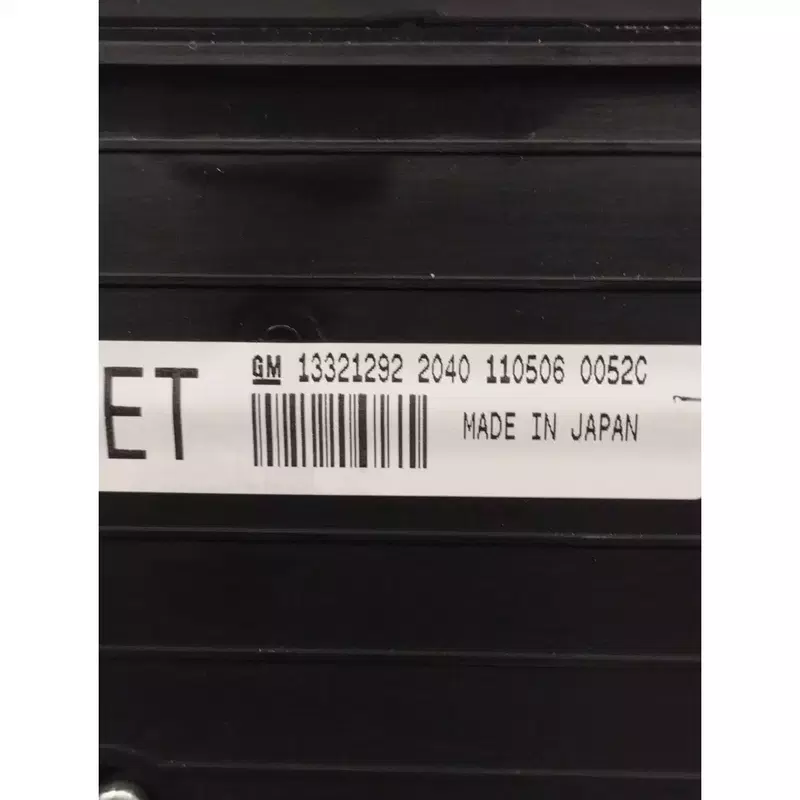 ET
GM 13321292 2040 110506 0052C
MADE IN JAPAN